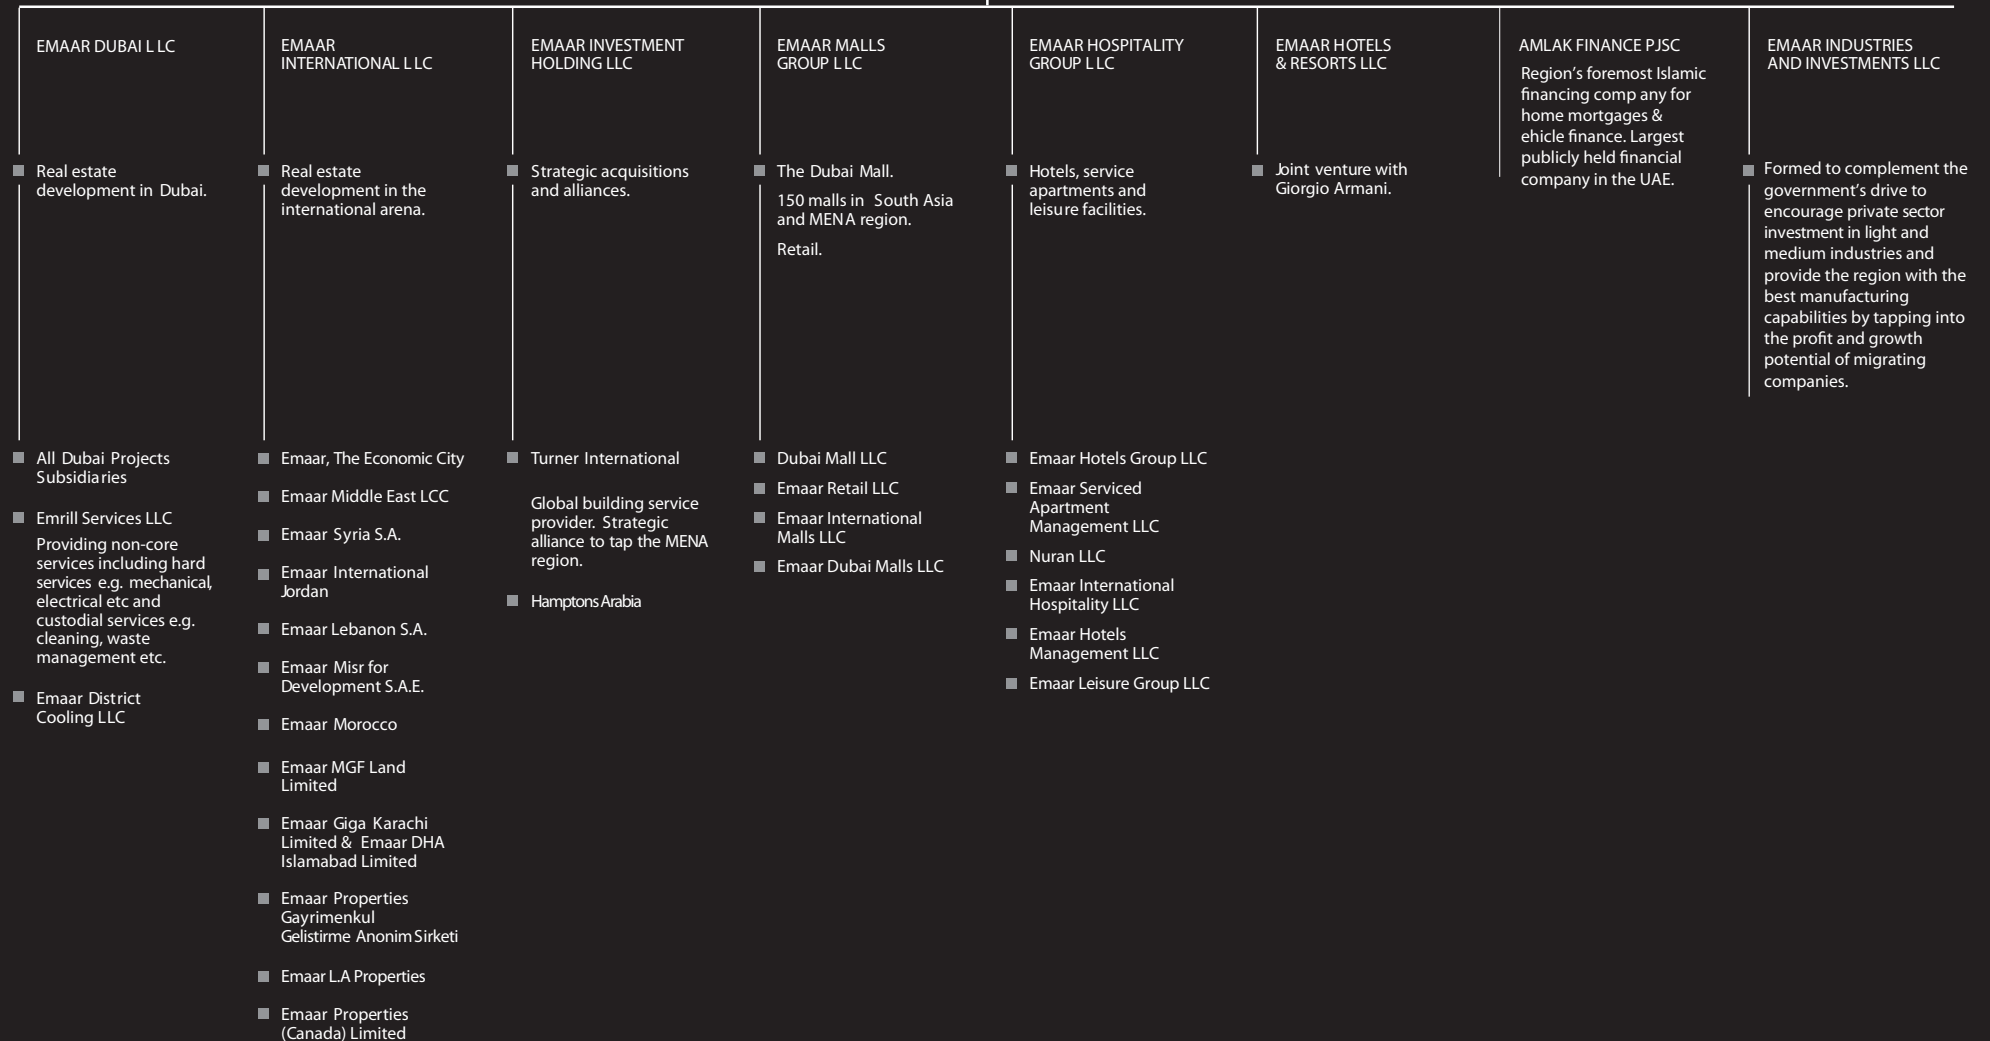 EMAAR DUBAI L LC
Real estate
development in Dubai.
All Dubai Projects
Subsidiaries
Emrill Services LLC
Providing non-core
services including hard
services e.g. mechanical,
electrical etc and
custodial services e.g.
cleaning, waste
management etc.
Emaar District
Cooling LLC
EMAAR
INTERNATIONAL L LC
Real estate
development in the
international arena.
Emaar, The Economic City
Emaar Middle East LCC
Emaar Syria S.A.
Emaar International
Jordan
Emaar Lebanon S.A.
Emaar Misr for
Development S.A.E.
Emaar Morocco
Emaar MGF Land
Limited
Emaar Giga Karachi
Limited & Emaar DHA
Islamabad Limited
Emaar Properties
Gayrimenkul
Gelistirme Anonim Sirketi
Emaar L.A Properties
Emaar Properties
(Canada) Limited
EMAAR INVESTMENT
HOLDING LLC
Strategic acquisitions
and alliances.
Turner International
Global building service
provider. Strategic
alliance to tap the MENA
region.
Hamptons Arabia
EMAAR MALLS
GROUP L LC
The Dubai Mall.
150 malls in South Asia
and MENA region.
Retail.
Dubai Mall LLC
Emaar Retail LLC
Emaar International
Malls LLC
Emaar Dubai Malls LLC
EMAAR HOSPITALITY
GROUP L LC
Hotels, service
apartments and
leisure facilities.
Emaar Hotels Group LLC
Emaar Serviced
Apartment
Management LLC
Nuran LLC
Emaar International
Hospitality LLC
Emaar Hotels
Management LLC
Emaar Leisure Group LLC
EMAAR HOTELS
& RESORTS LLC
Joint venture with
Giorgio Armani.
AMLAK FINANCE PJSC
Region’s foremost Islamic
financing comp any for
home mortgages &
ehicle finance. Largest
publicly held financial
company in the UAE.
EMAAR INDUSTRIES
AND INVESTMENTS LLC
Formed to complement the
government’s drive to
encourage private sector
investment in light and
medium industries and
provide the region with the
best manufacturing
capabilities by tapping into
the profit and growth
potential of migrating
companies.